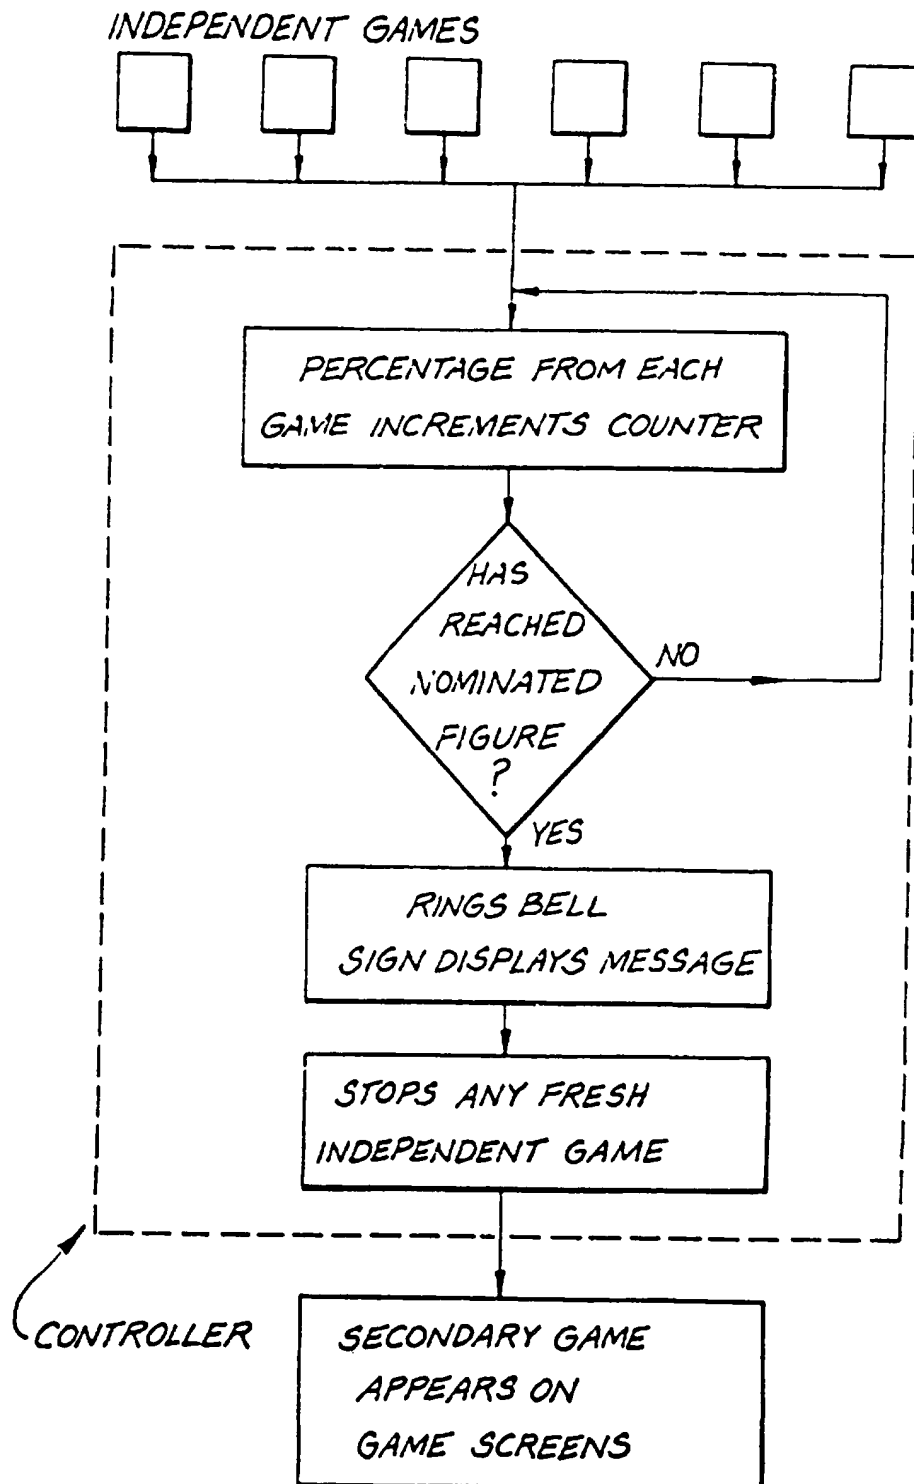 INDEPENDENT GAMES
PERCENTAGE FROM EACH
GAME INCREMENTS COUNTER
HAS
REACHED
NOMINATED
FIGURE
?
NO
YES
RINGS BELL
SIGN DISPLAYS MESSAGE
STOPS ANY FRESH
INDEPENDENT GAME
CONTROLLER
SECONDARY GAME
APPEARS ON
GAME SCREENS